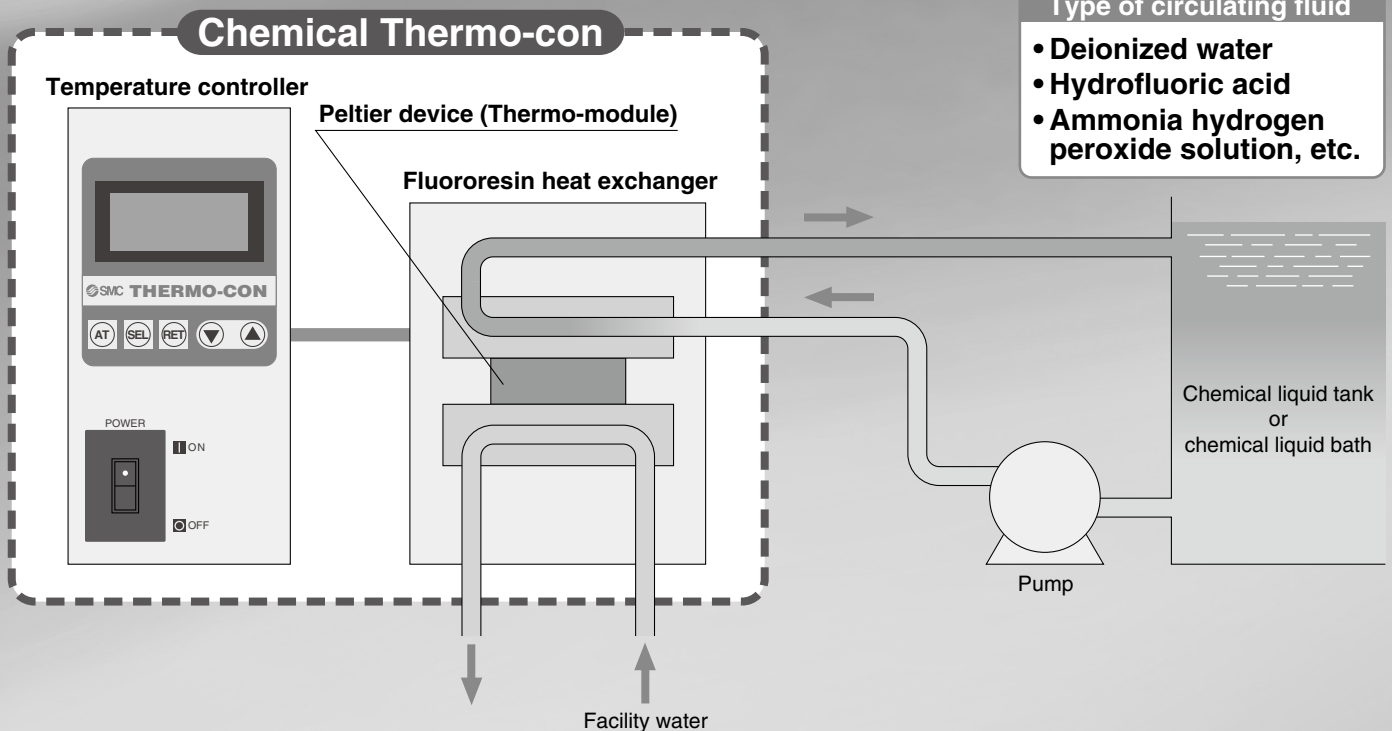 Chemical Thermo-con
Type of circulating fluid
• Deionized water
• Hydrofluoric acid
• Ammonia hydrogen
peroxide solution, etc.
Temperature controller
Peltier device (Thermo-module)
Fluororesin heat exchanger
SMC THERMO-CON
AT SEL RET
POWER
ON
OFF
Chemical liquid tank
or
chemical liquid bath
Pump
Facility water